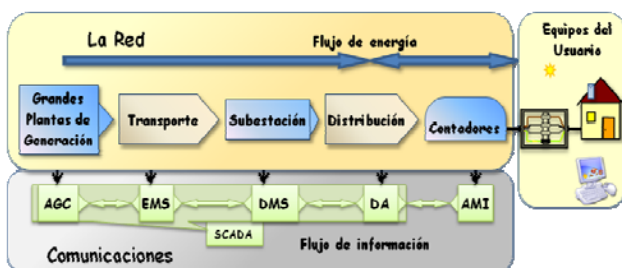 La Red
Flujo de energía
Equipos del
Usuario
Grandes
Plantas de
Generación
Transporte
Subestación
Distribución
Contadores
AGC
EMS
DMS
DA
AMI
SCADA
Flujo de información
Comunicaciones